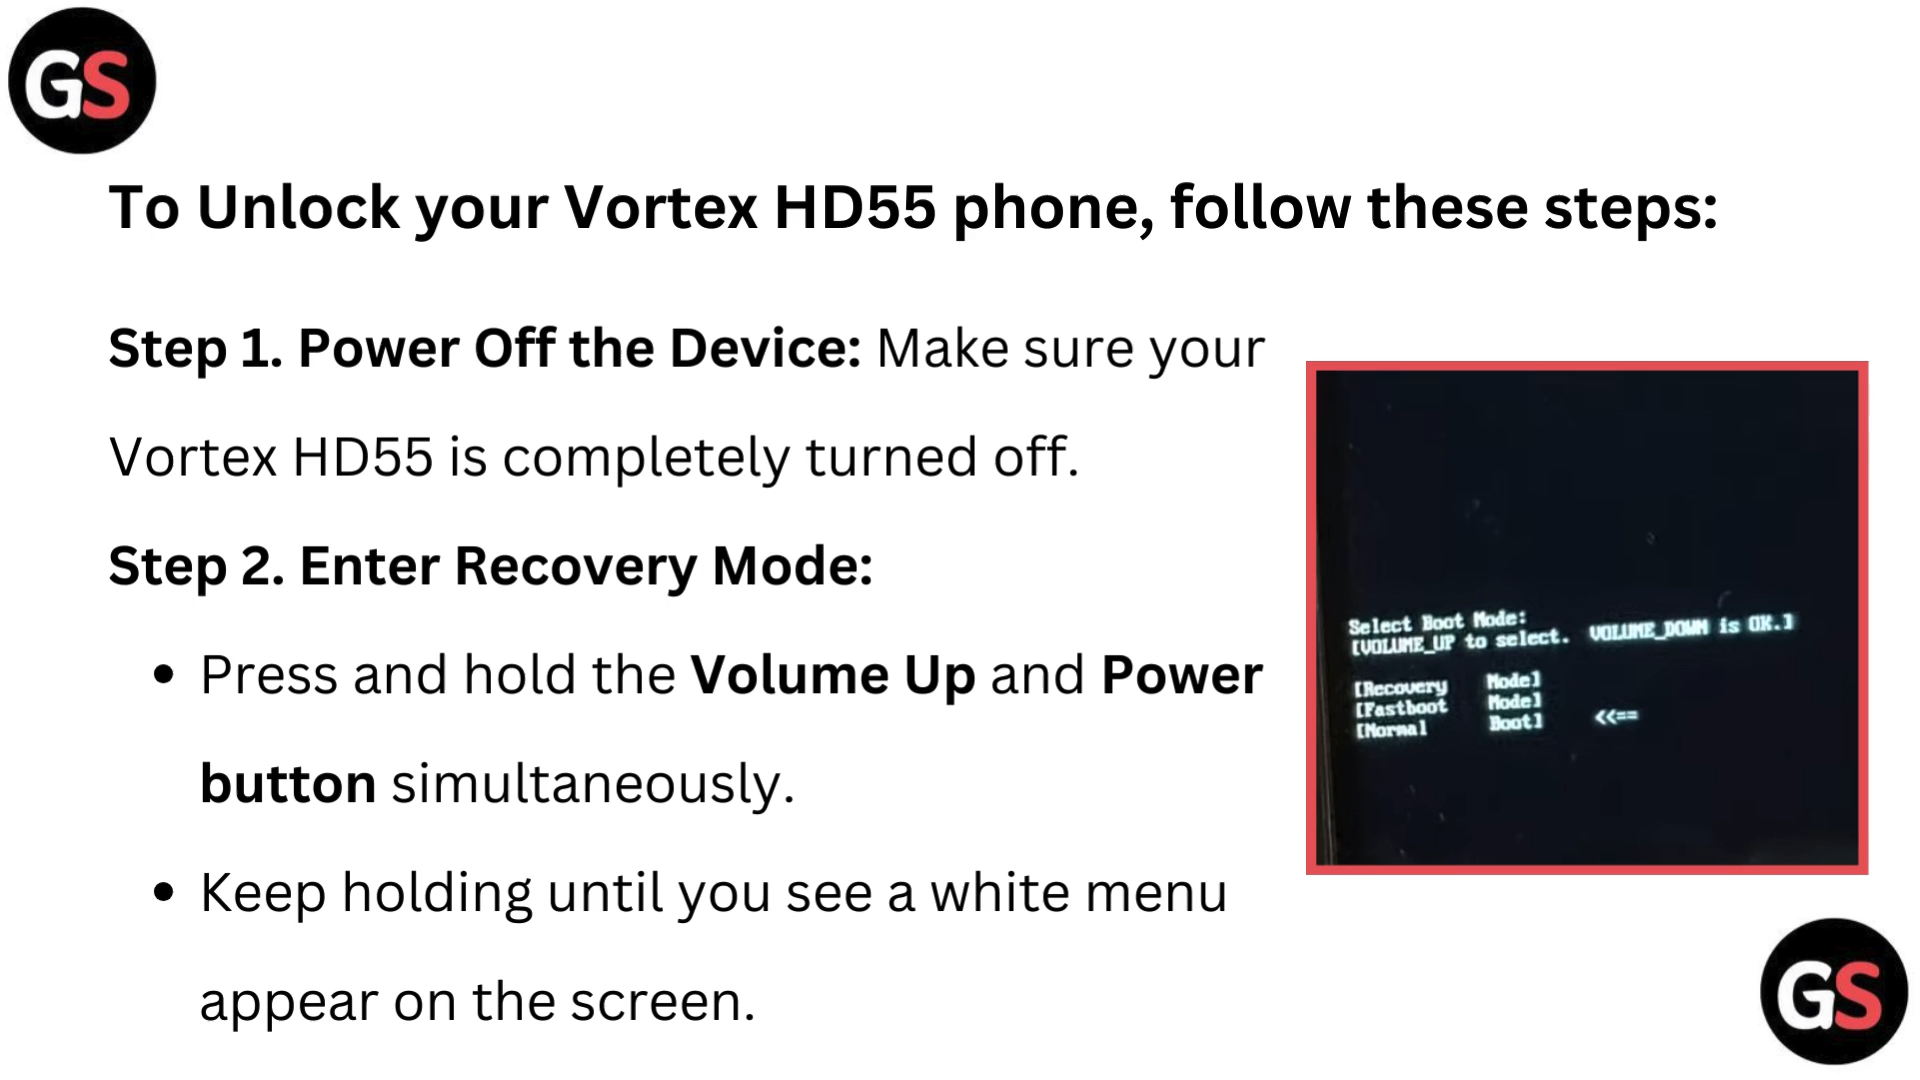 GS
To Unlock your Vortex HD55 phone, follow these steps:
Step 1. Power Off the Device: Make sure your
Vortex HD55 is completely turned off.
Step 2. Enter Recovery Mode:
• Press and hold the Volume Up and Power
button simultaneously.
• Keep holding until you see a white menu
appear on the screen.
Select Boot Mode:
[VOLUME_UP to select. VOLUME_DOWN is OK.]
[Recovery Mode]
[Fastboot Mode]
[Normal Boot] <<==
GS